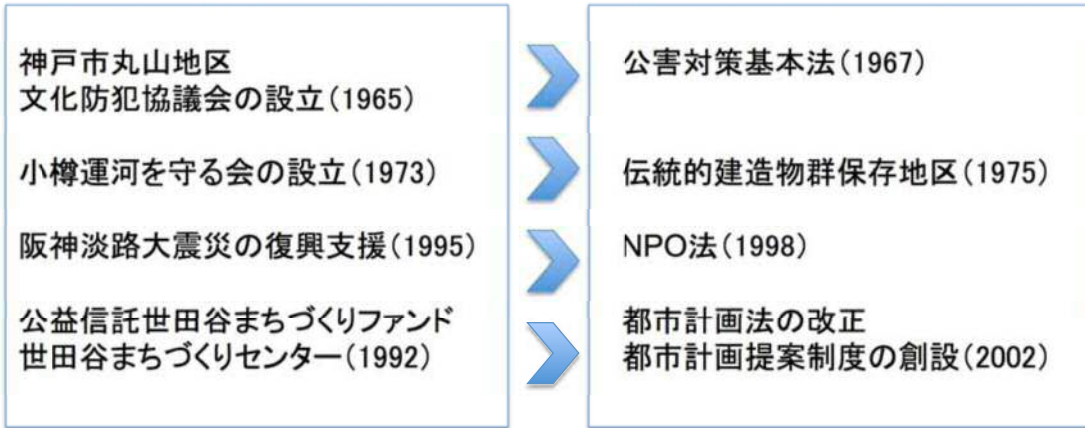 神戸市丸山地区
文化防犯協議会の設立(1965)
小樽運河を守る会の設立(1973)
阪神淡路大震災の復興支援(1995)
公益信託世田谷まちづくりファンド
世田谷まちづくりセンター(1992)
公害対策基本法(1967)
伝統的建造物群保存地区(1975)
NPO法(1998)
都市計画法の改正
都市計画提案制度の創設(2002)